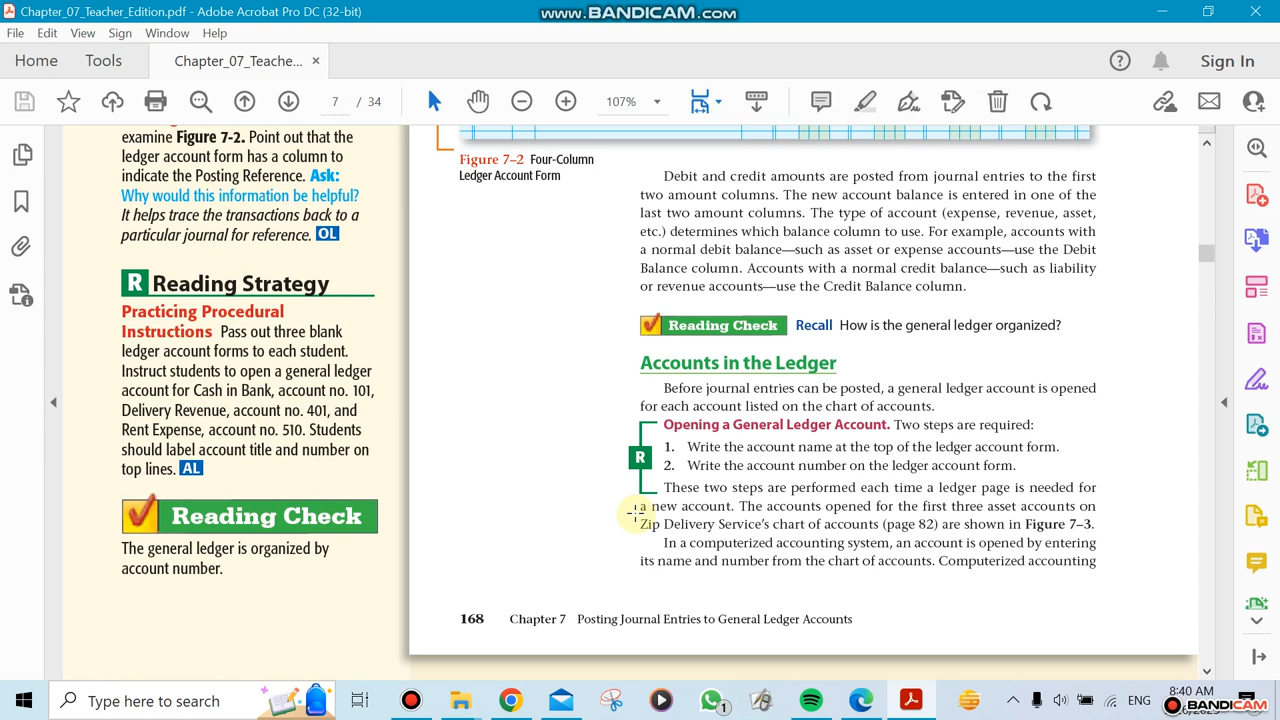 Chapter_07_Teacher_Edition.pdf - Adobe Acrobat Pro DC (32-bit)
www.BANDICAM.com
File Edit View Sign Window Help
Home Tools Chapter_07_Teache... × Sign In
7 / 34 107%
examine Figure 7-2. Point out that the
ledger account form has a column to
indicate the Posting Reference. Ask:
Why would this information be helpful?
It helps trace the transactions back to a
particular journal for reference. OL
R Reading Strategy
Practicing Procedural
Instructions Pass out three blank
ledger account forms to each student.
Instruct students to open a general ledger
account for Cash in Bank, account no. 101,
Delivery Revenue, account no. 401, and
Rent Expense, account no. 510. Students
should label account title and number on
top lines. AL
Reading Check
The general ledger is organized by
account number.
Figure 7–2 Four-Column
Ledger Account Form
Debit and credit amounts are posted from journal entries to the first
two amount columns. The new account balance is entered in one of the
last two amount columns. The type of account (expense, revenue, asset,
etc.) determines which balance column to use. For example, accounts with
a normal debit balance—such as asset or expense accounts—use the Debit
Balance column. Accounts with a normal credit balance—such as liability
or revenue accounts—use the Credit Balance column.
Reading Check Recall How is the general ledger organized?
Accounts in the Ledger
Before journal entries can be posted, a general ledger account is opened
for each account listed on the chart of accounts.
Opening a General Ledger Account. Two steps are required:
1. Write the account name at the top of the ledger account form.
R
2. Write the account number on the ledger account form.
These two steps are performed each time a ledger page is needed for
a new account. The accounts opened for the first three asset accounts on
Zip Delivery Service's chart of accounts (page 82) are shown in Figure 7–3.
In a computerized accounting system, an account is opened by entering
its name and number from the chart of accounts. Computerized accounting
168 Chapter 7 Posting Journal Entries to General Ledger Accounts
Type here to search
1
ENG
8:40 AM
BANDICAM